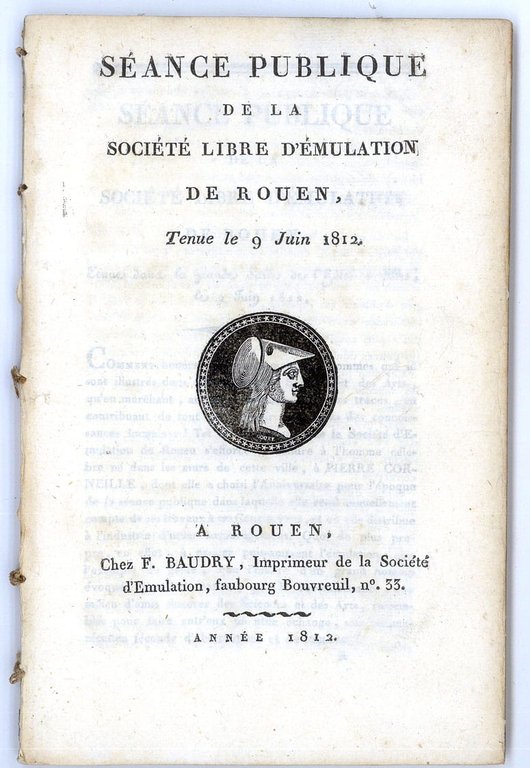 SÉANCE PUBLIQUE
DE LA
SOCIÉTÉ LIBRE D'ÉMULATION
DE ROUEN,
Tenue le 9 Juin 1812.
A ROUEN,
Chez F. BAUDRY, Imprimeur de la Société
d'Emulation, faubourg Bouvreuil, nº. 33.
ANNÉE 1812.